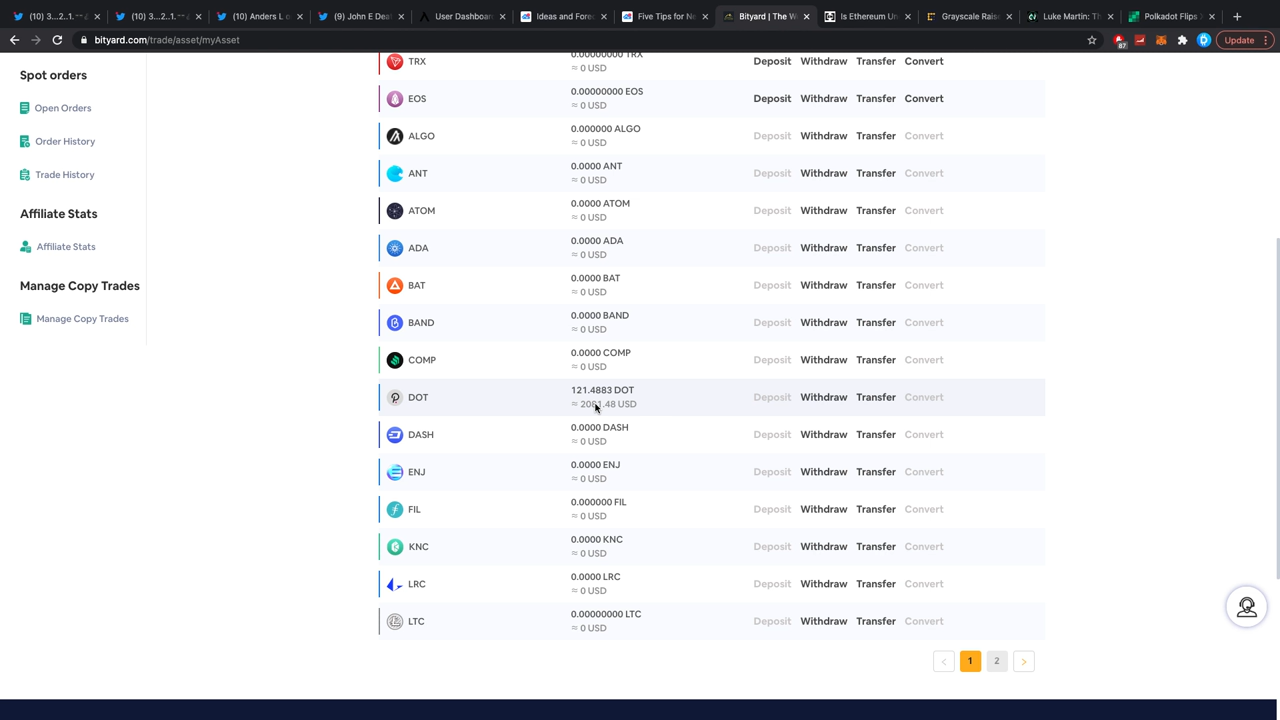 (10) 3...2...1.
(10) 3...2...1.
(10) Anders L
(9) John E Dea
User Dashboar
Ideas and Fore
Five Tips for Ne
Bityard | The W
Is Ethereum Un
Grayscale Raise
Luke Martin: Th
Polkadot Flips
bityard.com/trade/asset/myAsset
87
Update
Spot orders
Open Orders
Order History
Trade History
Affiliate Stats
Affiliate Stats
Manage Copy Trades
Manage Copy Trades
TRX 0.00000000 TRX Deposit Withdraw Transfer Convert
≈ 0 USD
EOS 0.00000000 EOS Deposit Withdraw Transfer Convert
≈ 0 USD
ALGO 0.000000 ALGO Deposit Withdraw Transfer Convert
≈ 0 USD
ANT 0.0000 ANT Deposit Withdraw Transfer Convert
≈ 0 USD
ATOM 0.0000 ATOM Deposit Withdraw Transfer Convert
≈ 0 USD
ADA 0.0000 ADA Deposit Withdraw Transfer Convert
≈ 0 USD
BAT 0.0000 BAT Deposit Withdraw Transfer Convert
≈ 0 USD
BAND 0.0000 BAND Deposit Withdraw Transfer Convert
≈ 0 USD
COMP 0.0000 COMP Deposit Withdraw Transfer Convert
≈ 0 USD
DOT 121.4883 DOT Deposit Withdraw Transfer Convert
≈ USD
DASH 0.0000 DASH Deposit Withdraw Transfer Convert
≈ 0 USD
ENJ 0.0000 ENJ Deposit Withdraw Transfer Convert
≈ 0 USD
FIL 0.000000 FIL Deposit Withdraw Transfer Convert
≈ 0 USD
KNC 0.0000 KNC Deposit Withdraw Transfer Convert
≈ 0 USD
LRC 0.0000 LRC Deposit Withdraw Transfer Convert
≈ 0 USD
LTC 0.00000000 LTC Deposit Withdraw Transfer Convert
≈ 0 USD
< 1 2 >